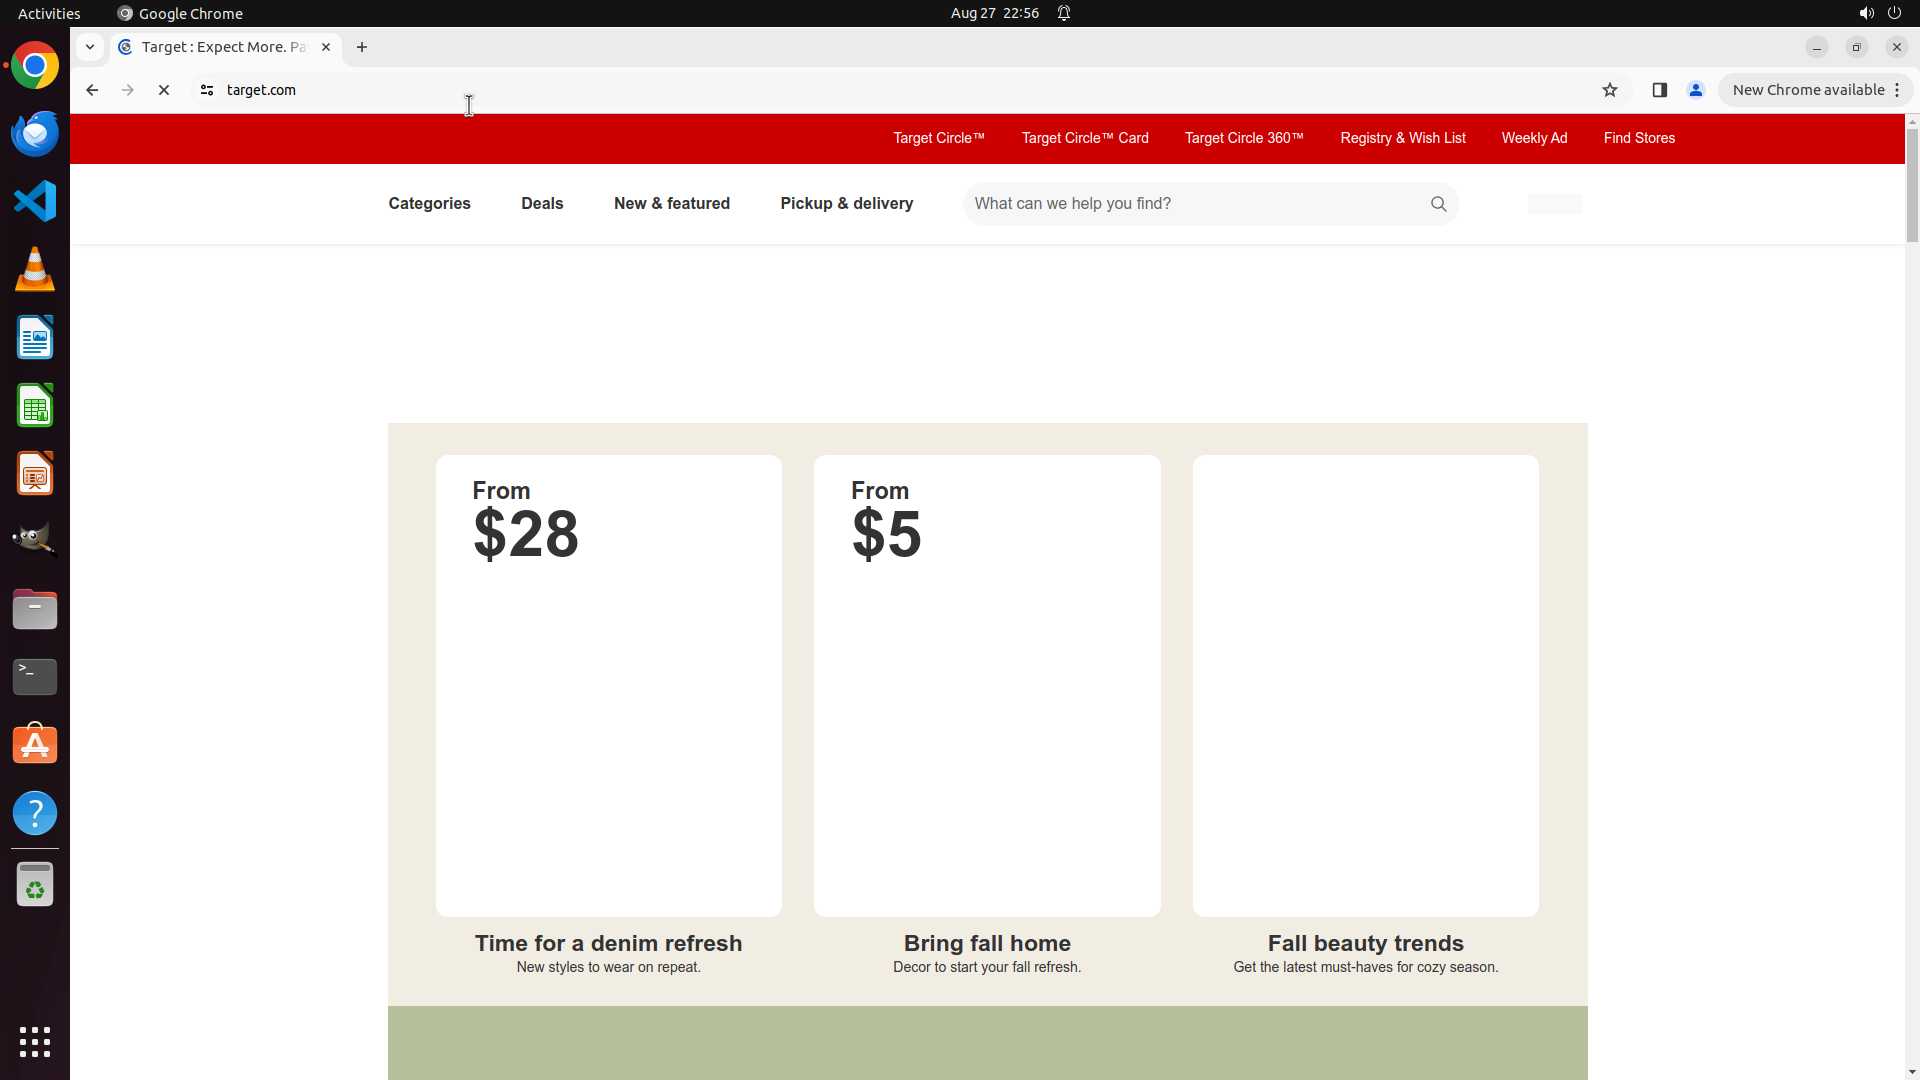 Activities
Google Chrome
Aug 27 22:56
Target : Expect More. Pa
target.com
New Chrome available
Target Circle™
Target Circle™ Card
Target Circle 360™
Registry & Wish List
Weekly Ad
Find Stores
Categories
Deals
New & featured
Pickup & delivery
What can we help you find?
From
$28
From
$5
Time for a denim refresh
New styles to wear on repeat.
Bring fall home
Decor to start your fall refresh.
Fall beauty trends
Get the latest must-haves for cozy season.